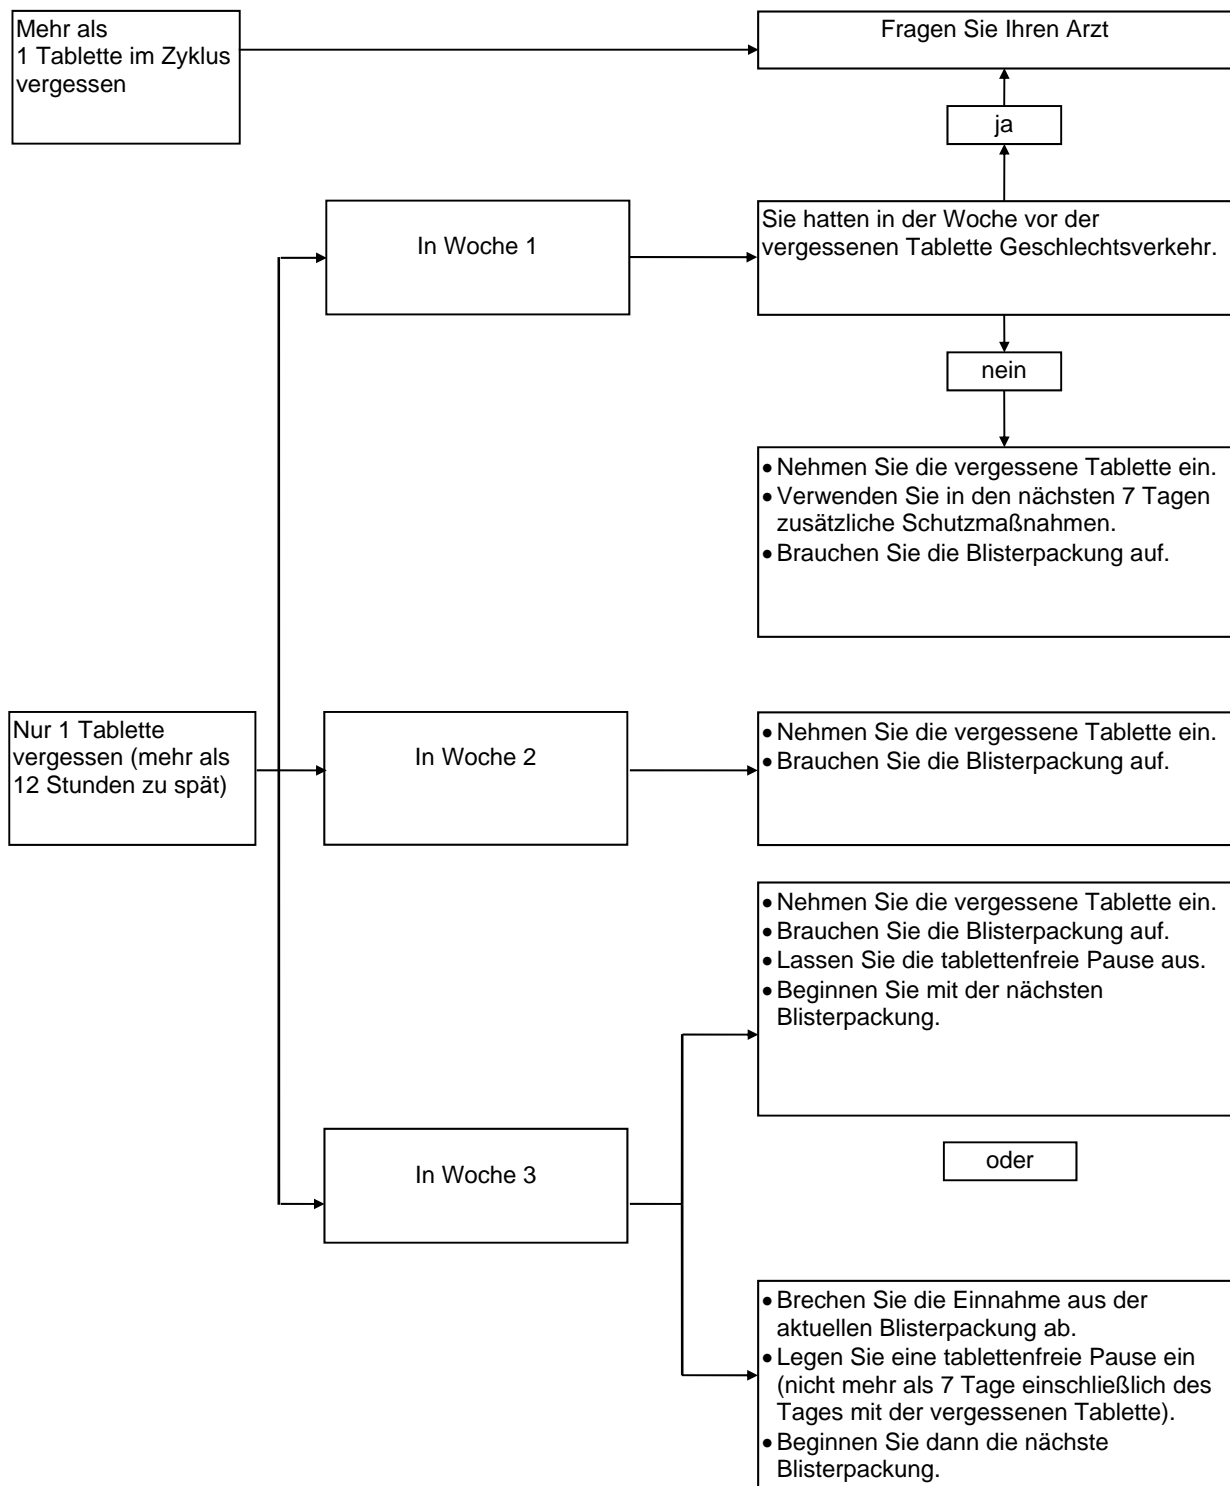 Mehr als
1 Tablette im Zyklus
vergessen
Fragen Sie Ihren Arzt
ja
In Woche 1
Sie hatten in der Woche vor der
vergessenen Tablette Geschlechtsverkehr.
nein
• Nehmen Sie die vergessene Tablette ein.
• Verwenden Sie in den nächsten 7 Tagen
zusätzliche Schutzmaßnahmen.
• Brauchen Sie die Blisterpackung auf.
Nur 1 Tablette
vergessen (mehr als
12 Stunden zu spät)
In Woche 2
• Nehmen Sie die vergessene Tablette ein.
• Brauchen Sie die Blisterpackung auf.
• Nehmen Sie die vergessene Tablette ein.
• Brauchen Sie die Blisterpackung auf.
• Lassen Sie die tablettenfreie Pause aus.
• Beginnen Sie mit der nächsten
Blisterpackung.
In Woche 3
oder
• Brechen Sie die Einnahme aus der
aktuellen Blisterpackung ab.
• Legen Sie eine tablettenfreie Pause ein
(nicht mehr als 7 Tage einschließlich des
Tages mit der vergessenen Tablette).
• Beginnen Sie dann die nächste
Blisterpackung.